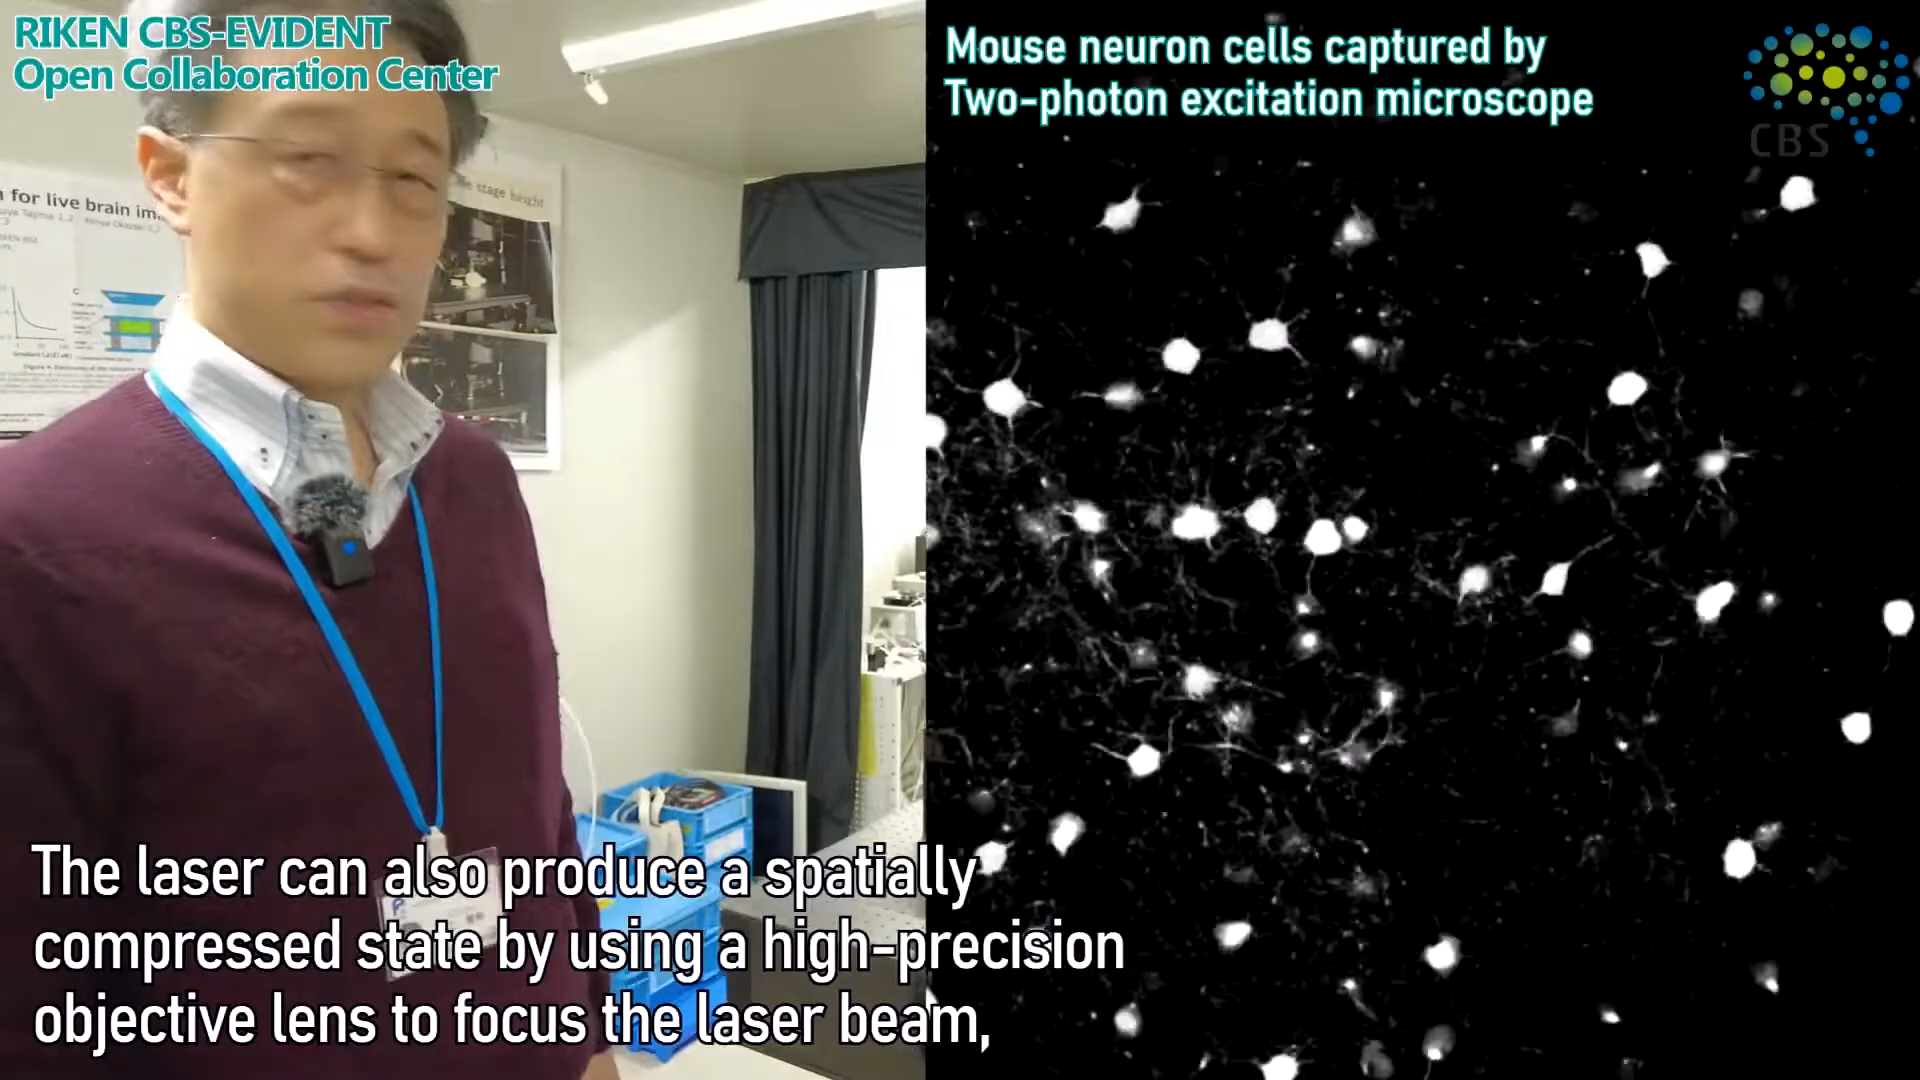 RIKEN CBS-EVIDENT
Open Collaboration Center
Mouse neuron cells captured by
Two-photon excitation microscope
CBS
for live brain
stage height
The laser can also produce a spatially
compressed state by using a high-precision
objective lens to focus the laser beam,